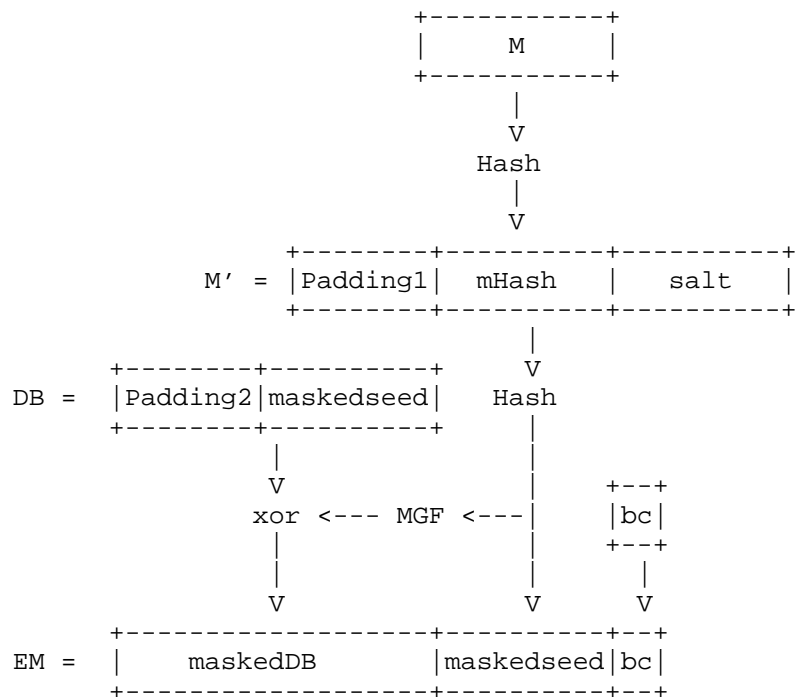 M
Hash
M' = |Padding1| mHash | salt |
DB = |Padding2|maskedseed| Hash
xor <--- MGF <---| |bc|
EM = | maskedDB |maskedseed|bc|